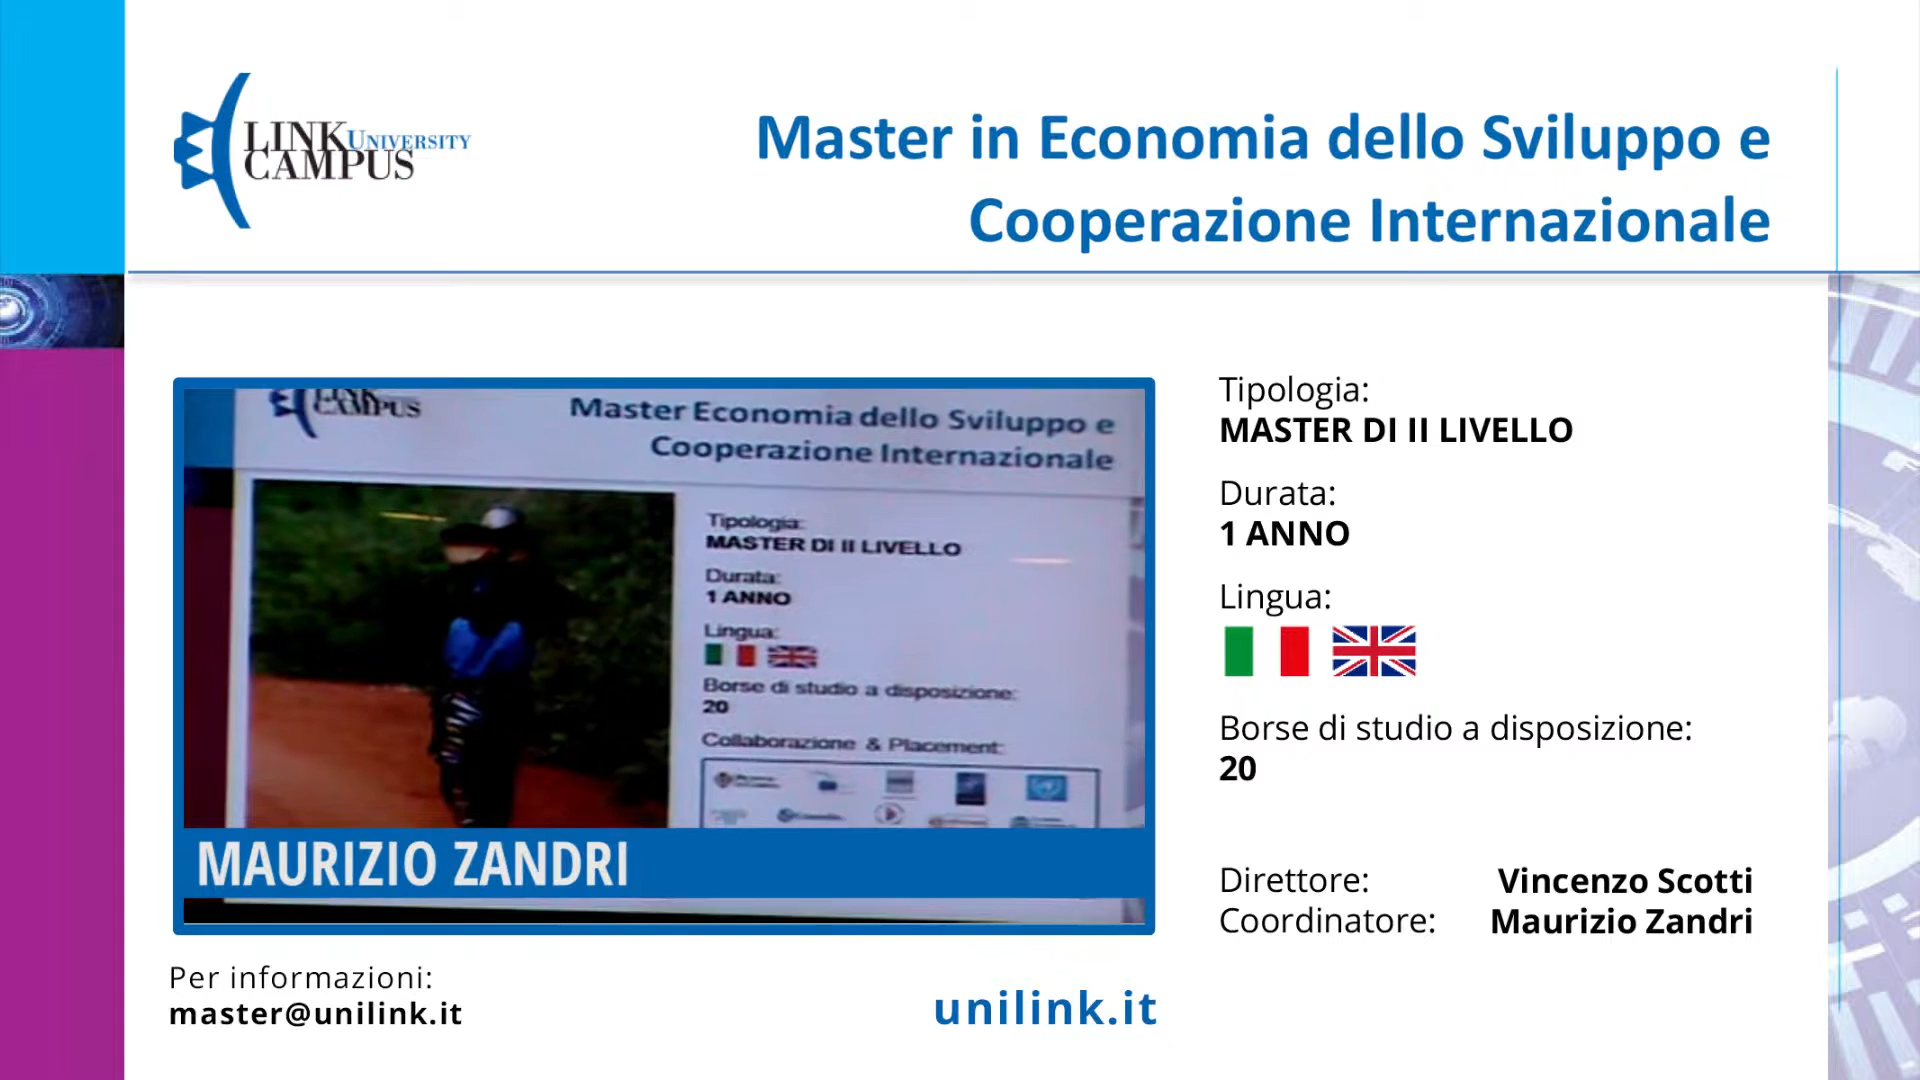 LINK UNIVERSITY
CAMPUS
Master in Economia dello Sviluppo e
Cooperazione Internazionale
CAMPUS
Master Economia dello Sviluppo e
Cooperazione Internazionale
Tipologia:
MASTER DI II LIVELLO
Durata:
1 ANNO
Lingua:
Borse di studio a disposizione:
20
Collaborazione & Placement:
MAURIZIO ZANDRI
Tipologia:
MASTER DI II LIVELLO
Durata:
1 ANNO
Lingua:
Borse di studio a disposizione:
20
Direttore: Vincenzo Scotti
Coordinatore: Maurizio Zandri
Per informazioni:
master@unilink.it
unilink.it